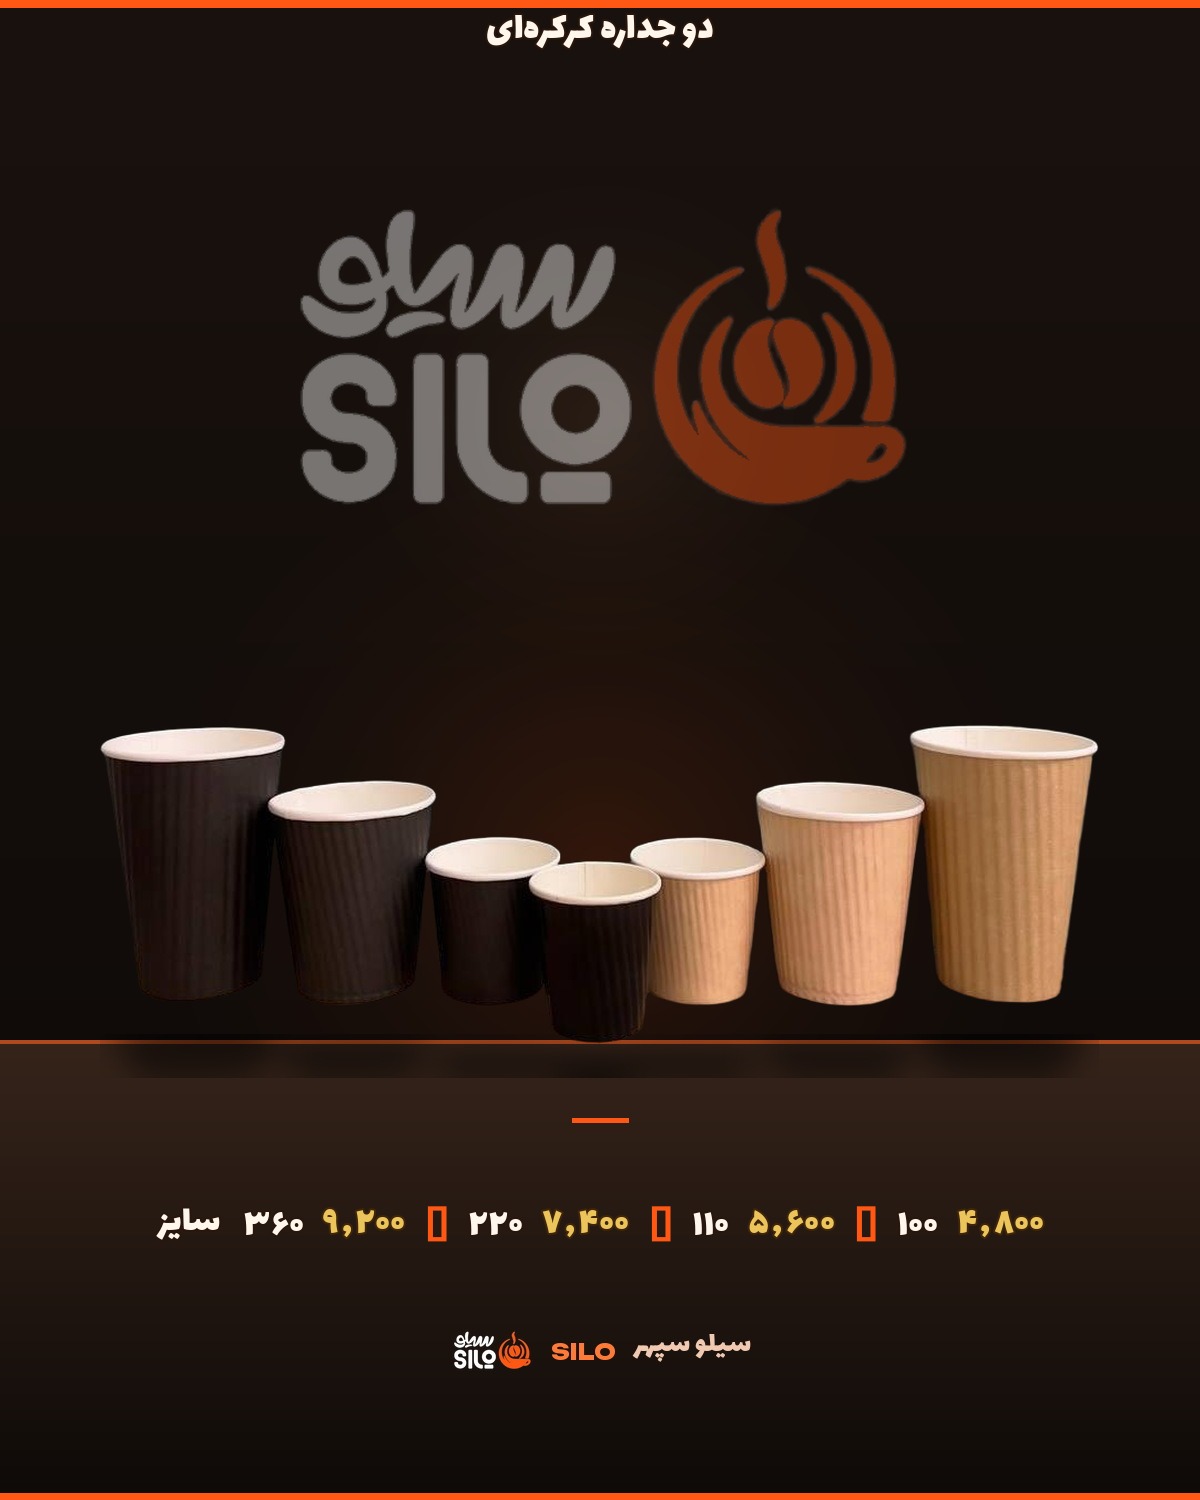 دو جداره کرکره‌ای
سیلو
SILO
سایز ۳۶۰ ۹,۲۰۰ ۲۲۰ ۷,۴۰۰ ۱۱۰ ۵,۶۰۰ ۱۰۰ ۴,۸۰۰
سیلو SILO SILO سیلو سپهر